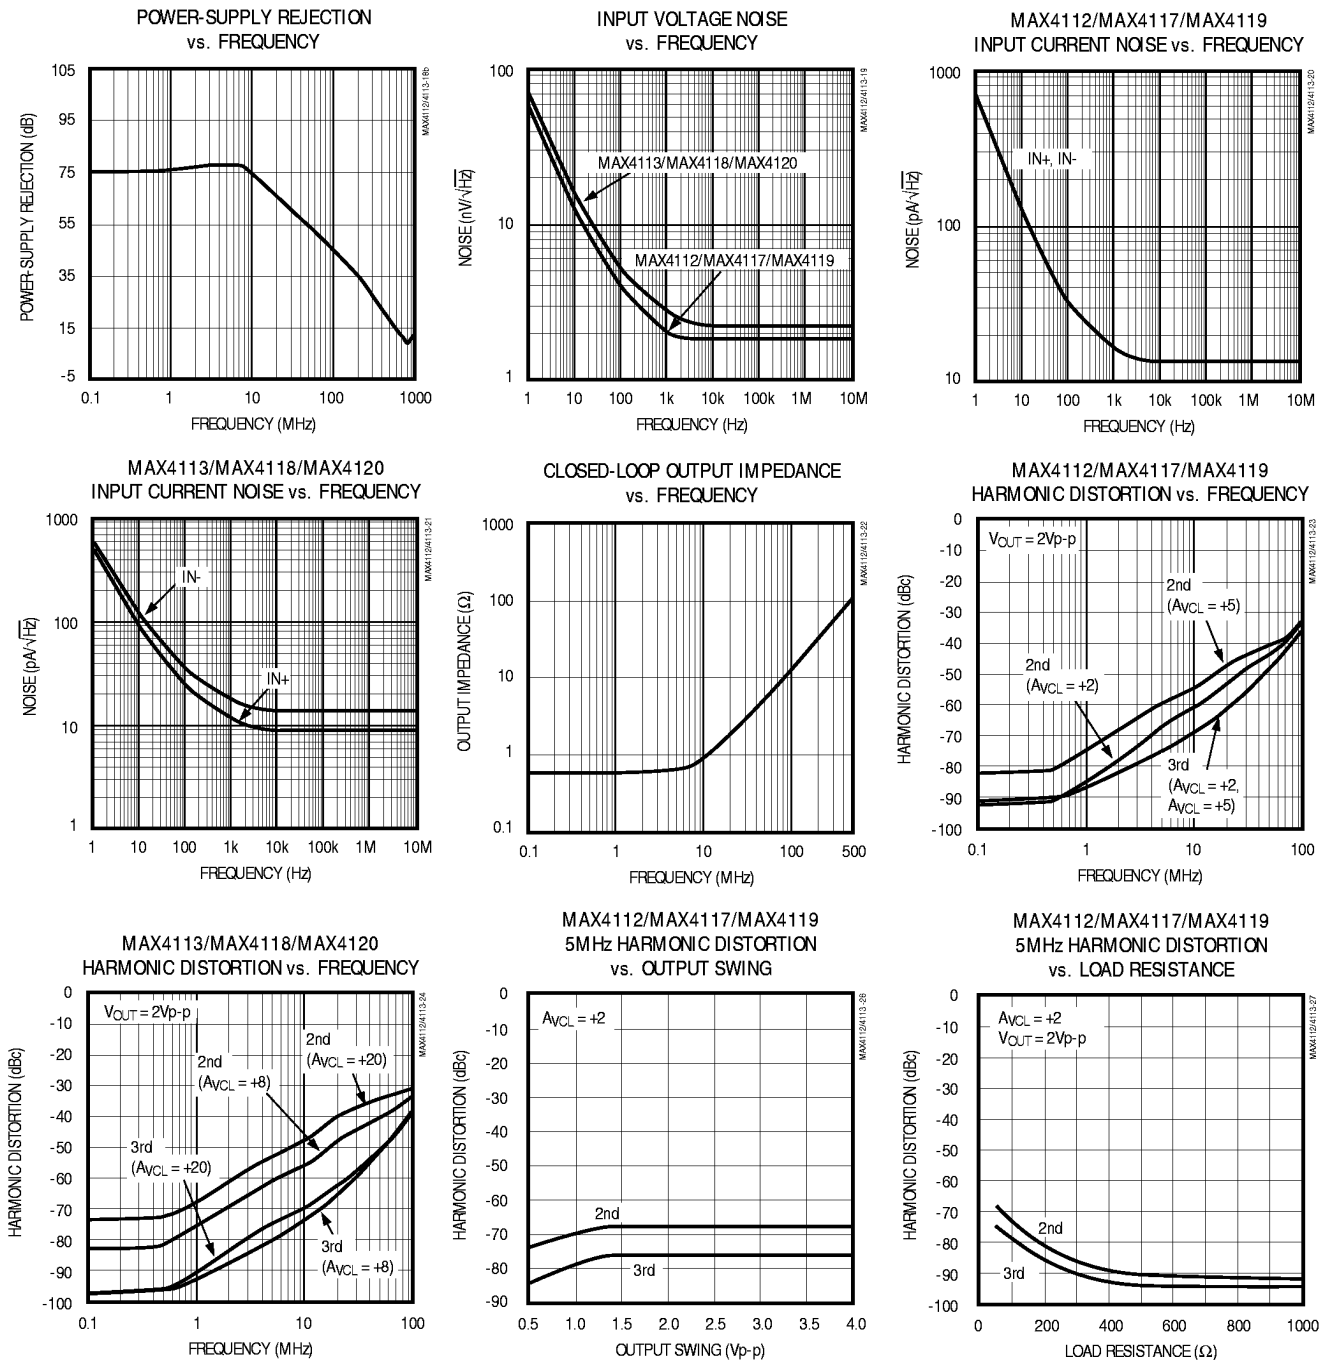 POWER-SUPPLY REJECTION
vs. FREQUENCY
MAX4112/4113-18b
POWER-SUPPLY REJECTION (dB)
105
95
75
55
35
15
-5
0.1 1 10 100 1000
FREQUENCY (MHz)
INPUT VOLTAGE NOISE
vs. FREQUENCY
MAX4112/4113-19
NOISE (nV/√Hz)
100
10
1
MAX4113/MAX4118/MAX4120
MAX4112/MAX4117/MAX4119
1 10 100 1k 10k 100k 1M 10M
FREQUENCY (Hz)
MAX4112/MAX4117/MAX4119
INPUT CURRENT NOISE vs. FREQUENCY
MAX4112/4113-20
NOISE (pA/√Hz)
1000
100
10
IN+, IN-
1 10 100 1k 10k 100k 1M 10M
FREQUENCY (Hz)
MAX4113/MAX4118/MAX4120
INPUT CURRENT NOISE vs. FREQUENCY
MAX4112/4113-21
NOISE (pA/√Hz)
1000
100
10
1
IN-
IN+
1 10 100 1k 10k 100k 1M 10M
FREQUENCY (Hz)
CLOSED-LOOP OUTPUT IMPEDANCE
vs. FREQUENCY
MAX4112/4113-22
OUTPUT IMPEDANCE (Ω)
1000
100
10
1
0.1
0.1 1 10 100 500
FREQUENCY (MHz)
MAX4112/MAX4117/MAX4119
HARMONIC DISTORTION vs. FREQUENCY
MAX4112/4113-23
HARMONIC DISTORTION (dBc)
0
-10
-20
-30
-40
-50
-60
-70
-80
-90
-100
VOUT = 2Vp-p
2nd
(AVCL = +5)
2nd
(AVCL = +2)
3rd
(AVCL = +2,
AVCL = +5)
0.1 1 10 100
FREQUENCY (MHz)
MAX4113/MAX4118/MAX4120
HARMONIC DISTORTION vs. FREQUENCY
MAX4112/4113-24
HARMONIC DISTORTION (dBc)
0
-10
-20
-30
-40
-50
-60
-70
-80
-90
-100
VOUT = 2Vp-p
2nd
(AVCL = +20)
2nd
(AVCL = +8)
3rd
(AVCL = +20)
3rd
(AVCL = +8)
0.1 1 10 100
FREQUENCY (MHz)
MAX4112/MAX4117/MAX4119
5MHz HARMONIC DISTORTION
vs. OUTPUT SWING
MAX4112/4113-26
HARMONIC DISTORTION (dBc)
0
-10
-20
-30
-40
-50
-60
-70
-80
-90
AVCL = +2
2nd
3rd
0.5 1.0 1.5 2.0 2.5 3.0 3.5 4.0
OUTPUT SWING (Vp-p)
MAX4112/MAX4117/MAX4119
5MHz HARMONIC DISTORTION
vs. LOAD RESISTANCE
MAX4112/4113-27
HARMONIC DISTORTION (dBc)
0
-10
-20
-30
-40
-50
-60
-70
-80
-90
-100
AVCL = +2
VOUT = 2Vp-p
2nd
3rd
0 200 400 600 800 1000
LOAD RESISTANCE (Ω)